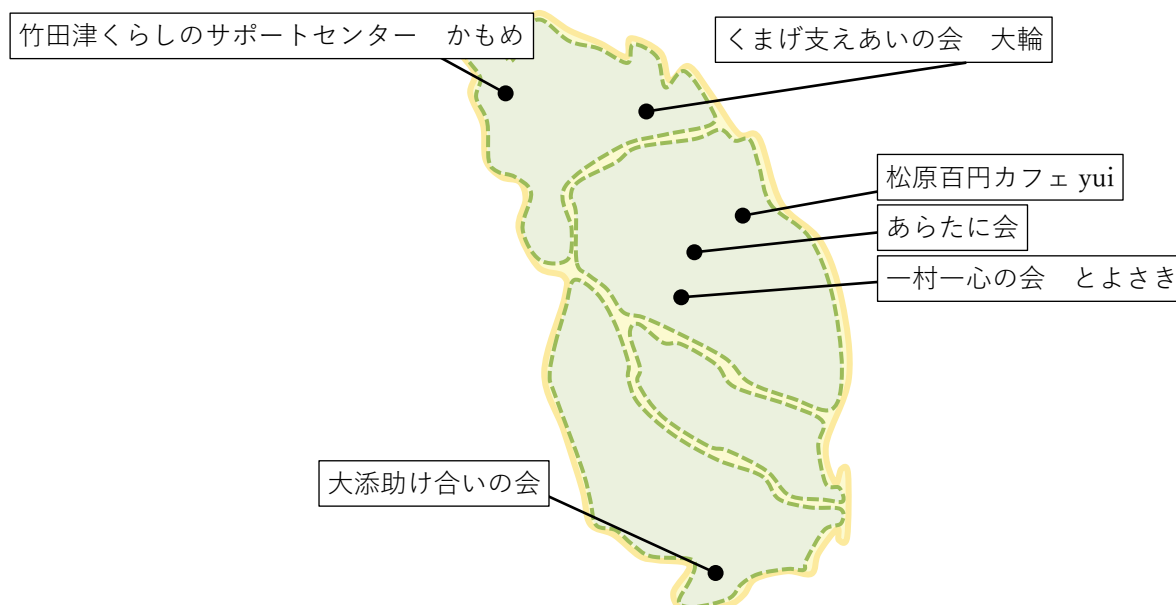 竹田津くらしのサポートセンター　かもめ
くまげ支えあいの会　大輪
松原百円カフェ yui
あらたに会
一村一心の会　とよさき
大添助け合いの会